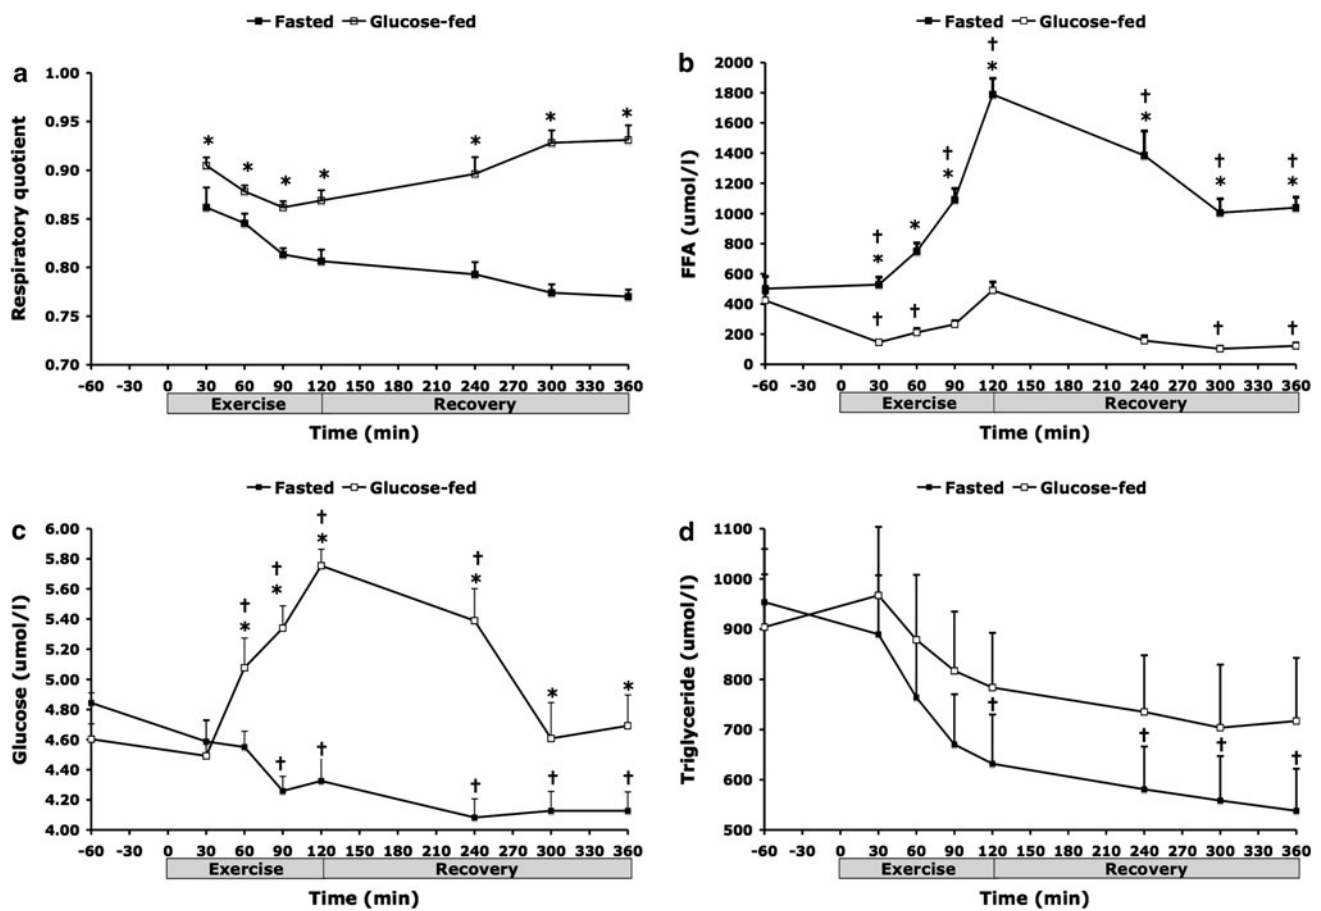 Fasted Glucose-fed
a
Respiratory quotient
1.00
0.95
0.90
0.85
0.80
0.75
0.70
* * * * * * *
-60 -30 0 30 60 90 120 150 180 210 240 270 300 330 360
Exercise Recovery
Time (min)
Fasted Glucose-fed
b
FFA (umol/l)
2000
1800
1600
1400
1200
1000
800
600
400
200
0
† † † † † †
* * * * * * *
† † † †
-60 -30 0 30 60 90 120 150 180 210 240 270 300 330 360
Exercise Recovery
Time (min)
Fasted Glucose-fed
c
Glucose (umol/l)
6.00
5.80
5.60
5.40
5.20
5.00
4.80
4.60
4.40
4.20
4.00
† † † †
* * * * * *
† † † † †
-60 -30 0 30 60 90 120 150 180 210 240 270 300 330 360
Exercise Recovery
Time (min)
Fasted Glucose-fed
d
Triglyceride (umol/l)
1100
1000
900
800
700
600
500
† † † †
-60 -30 0 30 60 90 120 150 180 210 240 270 300 330 360
Exercise Recovery
Time (min)